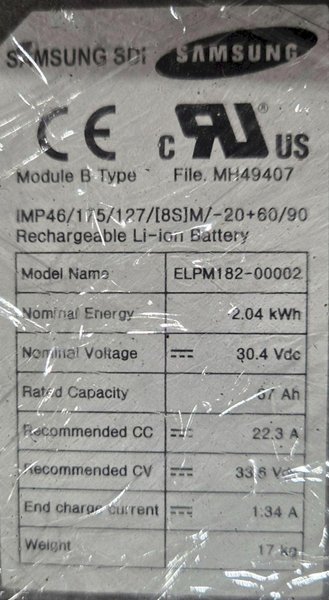 SAMSUNG SDI SAMSUNG
CE c RU ® US
Module B Type File. MH49407
IMP46/175/127/[8S]M/-20+60/90
Rechargeable Li-ion Battery
Model Name ELPM182-00002
Nominal Energy 2.04 kWh
Nominal Voltage 30.4 Vdc
Rated Capacity 67 Ah
Recommended CC 22.3 A
Recommended CV 33.6 Vdc
End charge current 1.34 A
Weight 17 kg